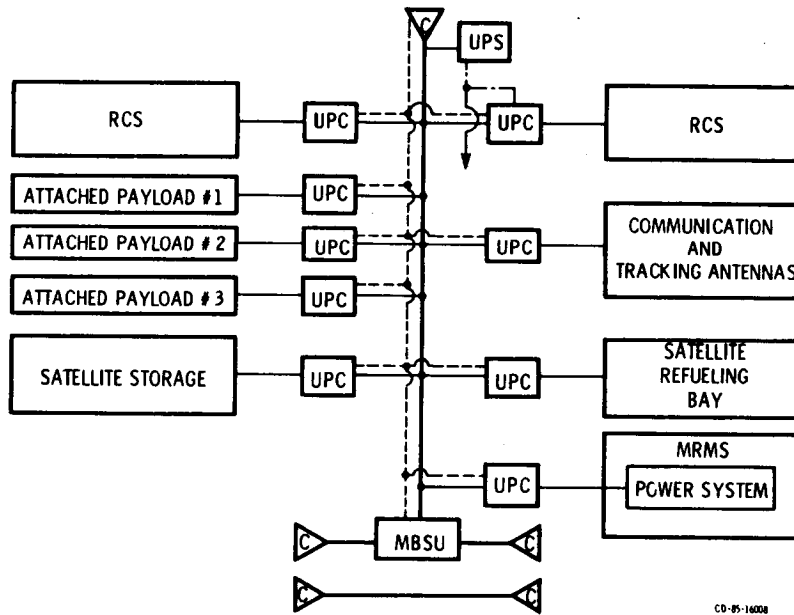 C
UPS
RCS
UPC
UPC
RCS
ATTACHED PAYLOAD #1
UPC
ATTACHED PAYLOAD #2
UPC
UPC
COMMUNICATION
AND
TRACKING ANTENNAS
ATTACHED PAYLOAD #3
UPC
SATELLITE STORAGE
UPC
UPC
SATELLITE
REFUELING
BAY
MRMS
UPC
POWER SYSTEM
C
MBSU
C
C
C
CD-85-16008